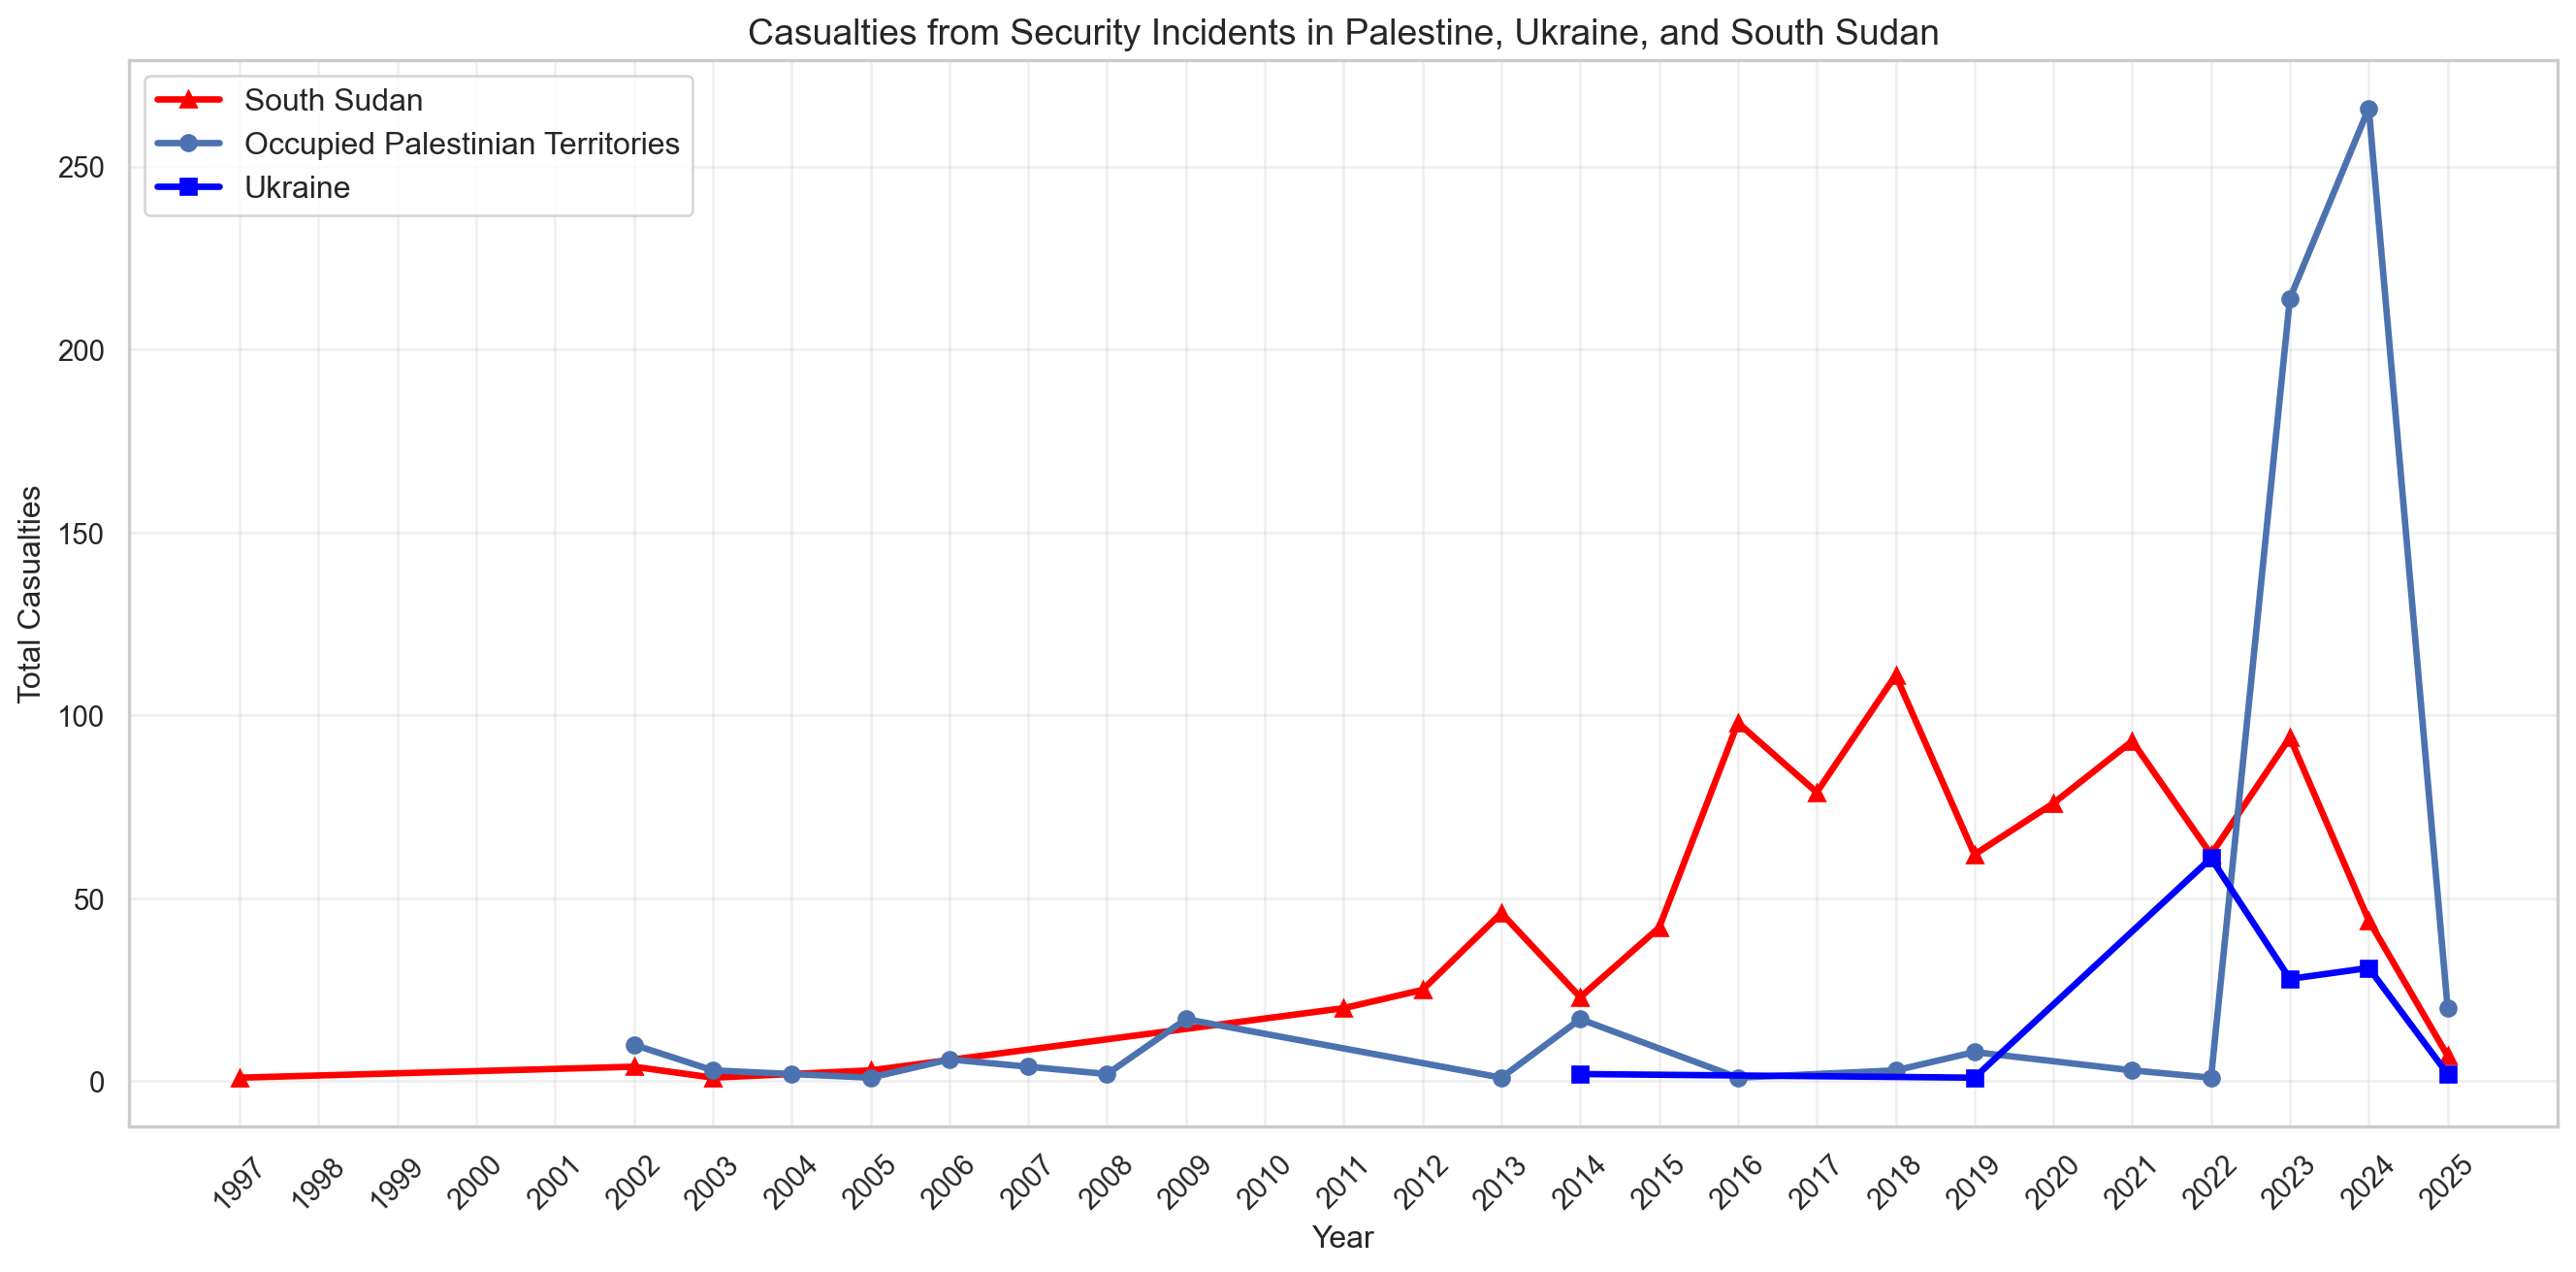 Casualties from Security Incidents in Palestine, Ukraine, and South Sudan
South Sudan
Occupied Palestinian Territories
Ukraine
Total Casualties
250
200
150
100
50
0
1997 1998 1999 2000 2001 2002 2003 2004 2005 2006 2007 2008 2009 2010 2011 2012 2013 2014 2015 2016 2017 2018 2019 2020 2021 2022 2023 2024 2025
Year